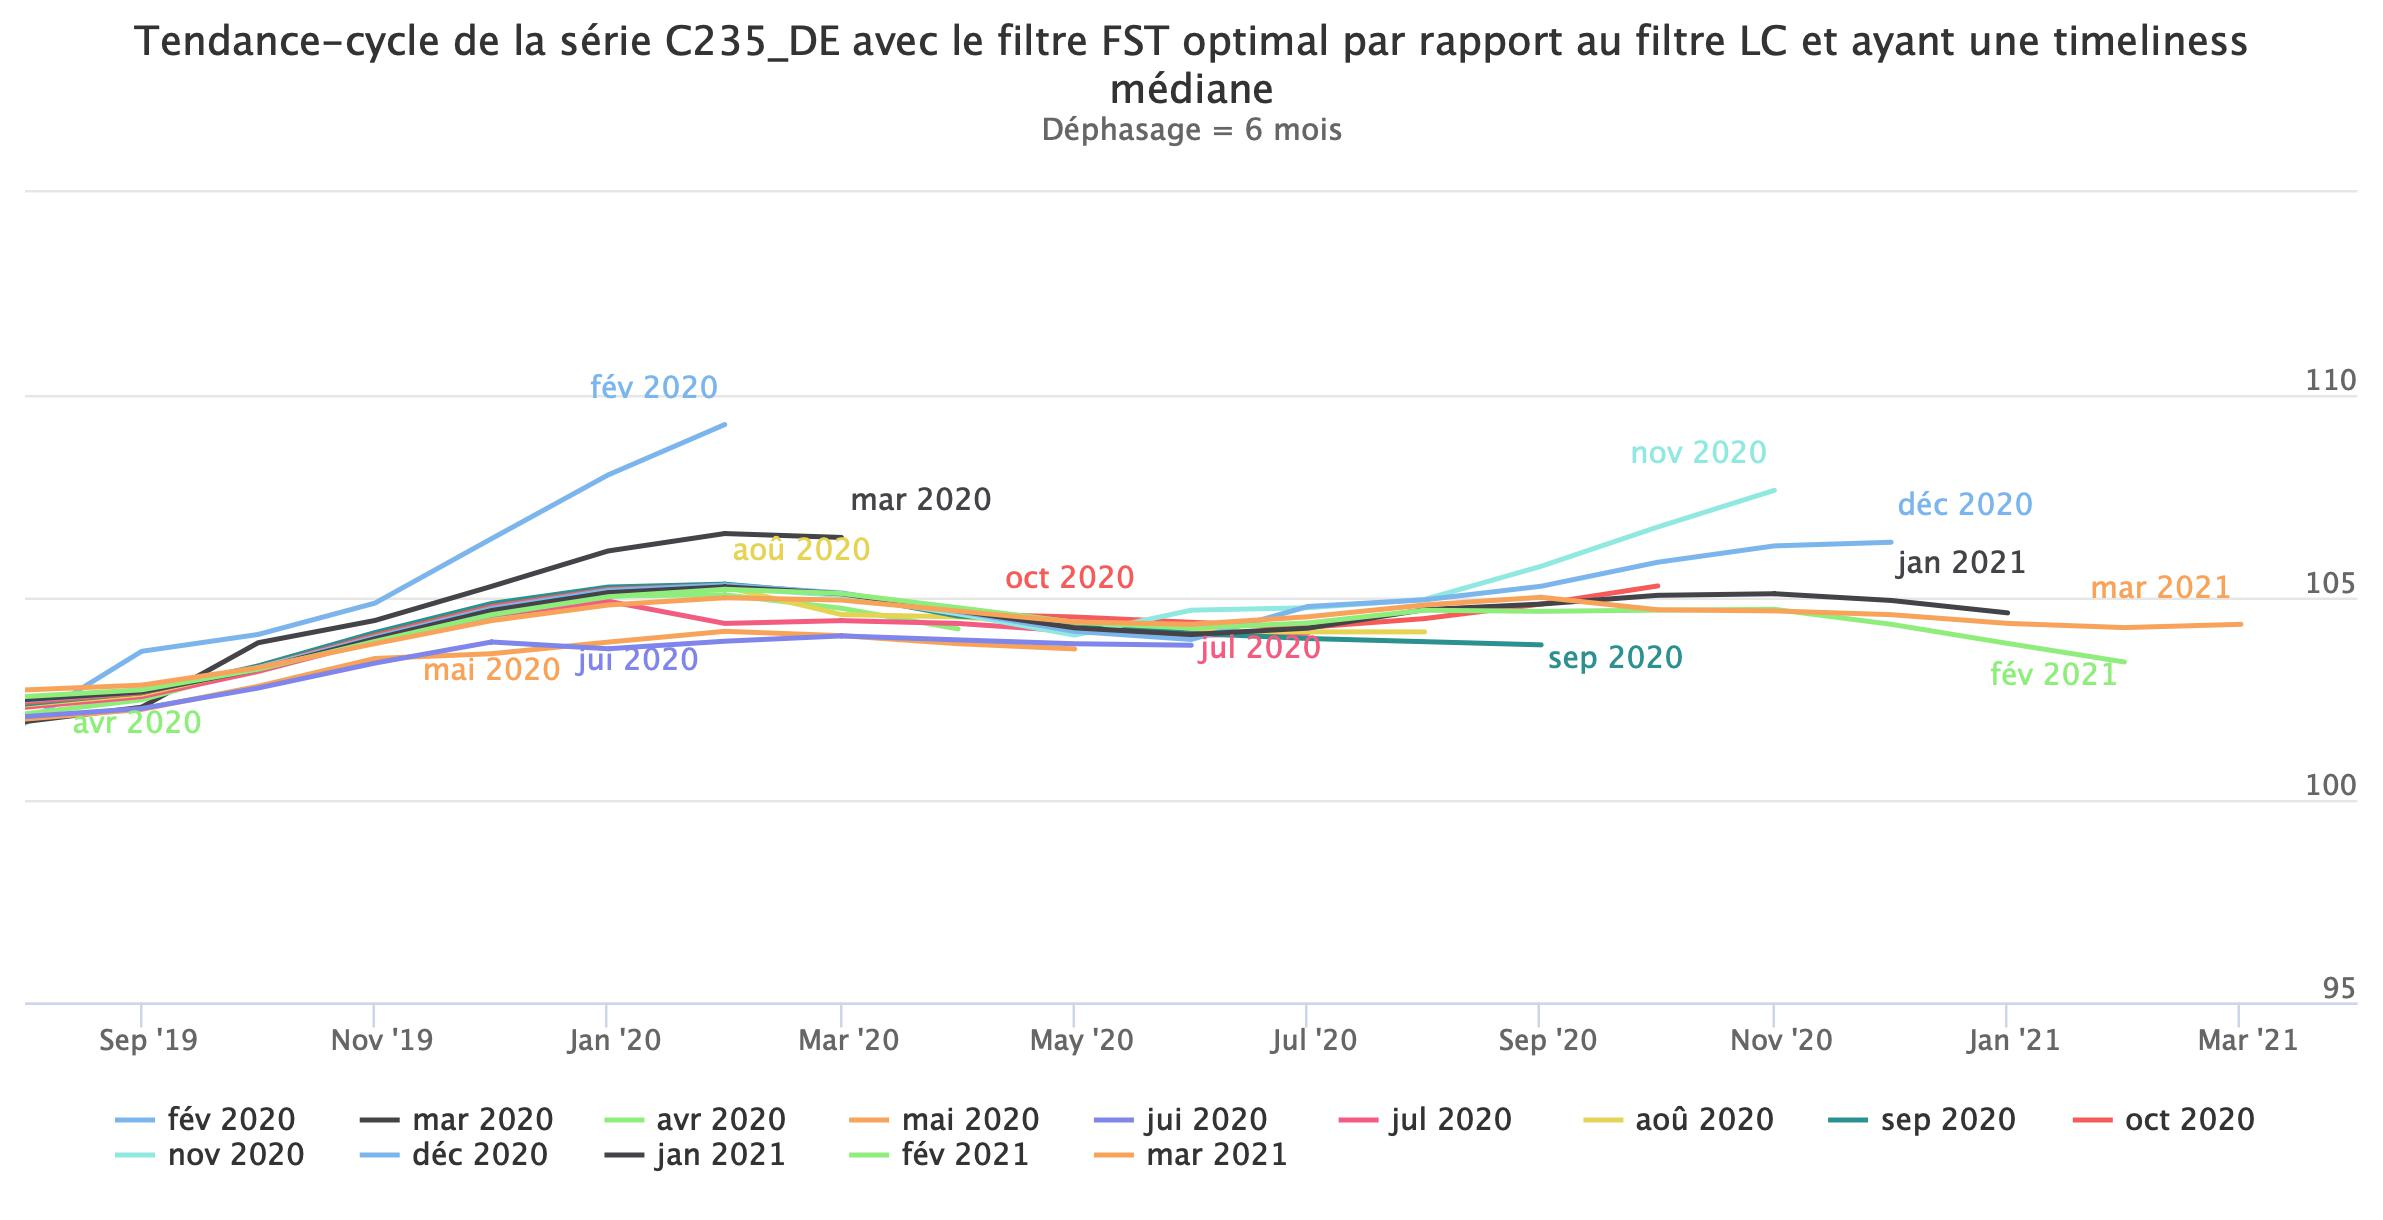 Tendance-cycle de la série C235_DE avec le filtre FST optimal par rapport au filtre LC et ayant une timeliness
médiane
Déphasage = 6 mois
110
fév 2020
nov 2020
mar 2020
déc 2020
aoû 2020
jan 2021
oct 2020
105
mar 2021
jul 2020
sep 2020
jui 2020
mai 2020
fév 2021
avr 2020
100
95
Sep '19 Nov '19 Jan '20 Mar '20 May '20 Jul '20 Sep '20 Nov '20 Jan '21 Mar '21
fév 2020 mar 2020 avr 2020 mai 2020 jui 2020 jul 2020 aoû 2020 sep 2020 oct 2020
nov 2020 déc 2020 jan 2021 fév 2021 mar 2021